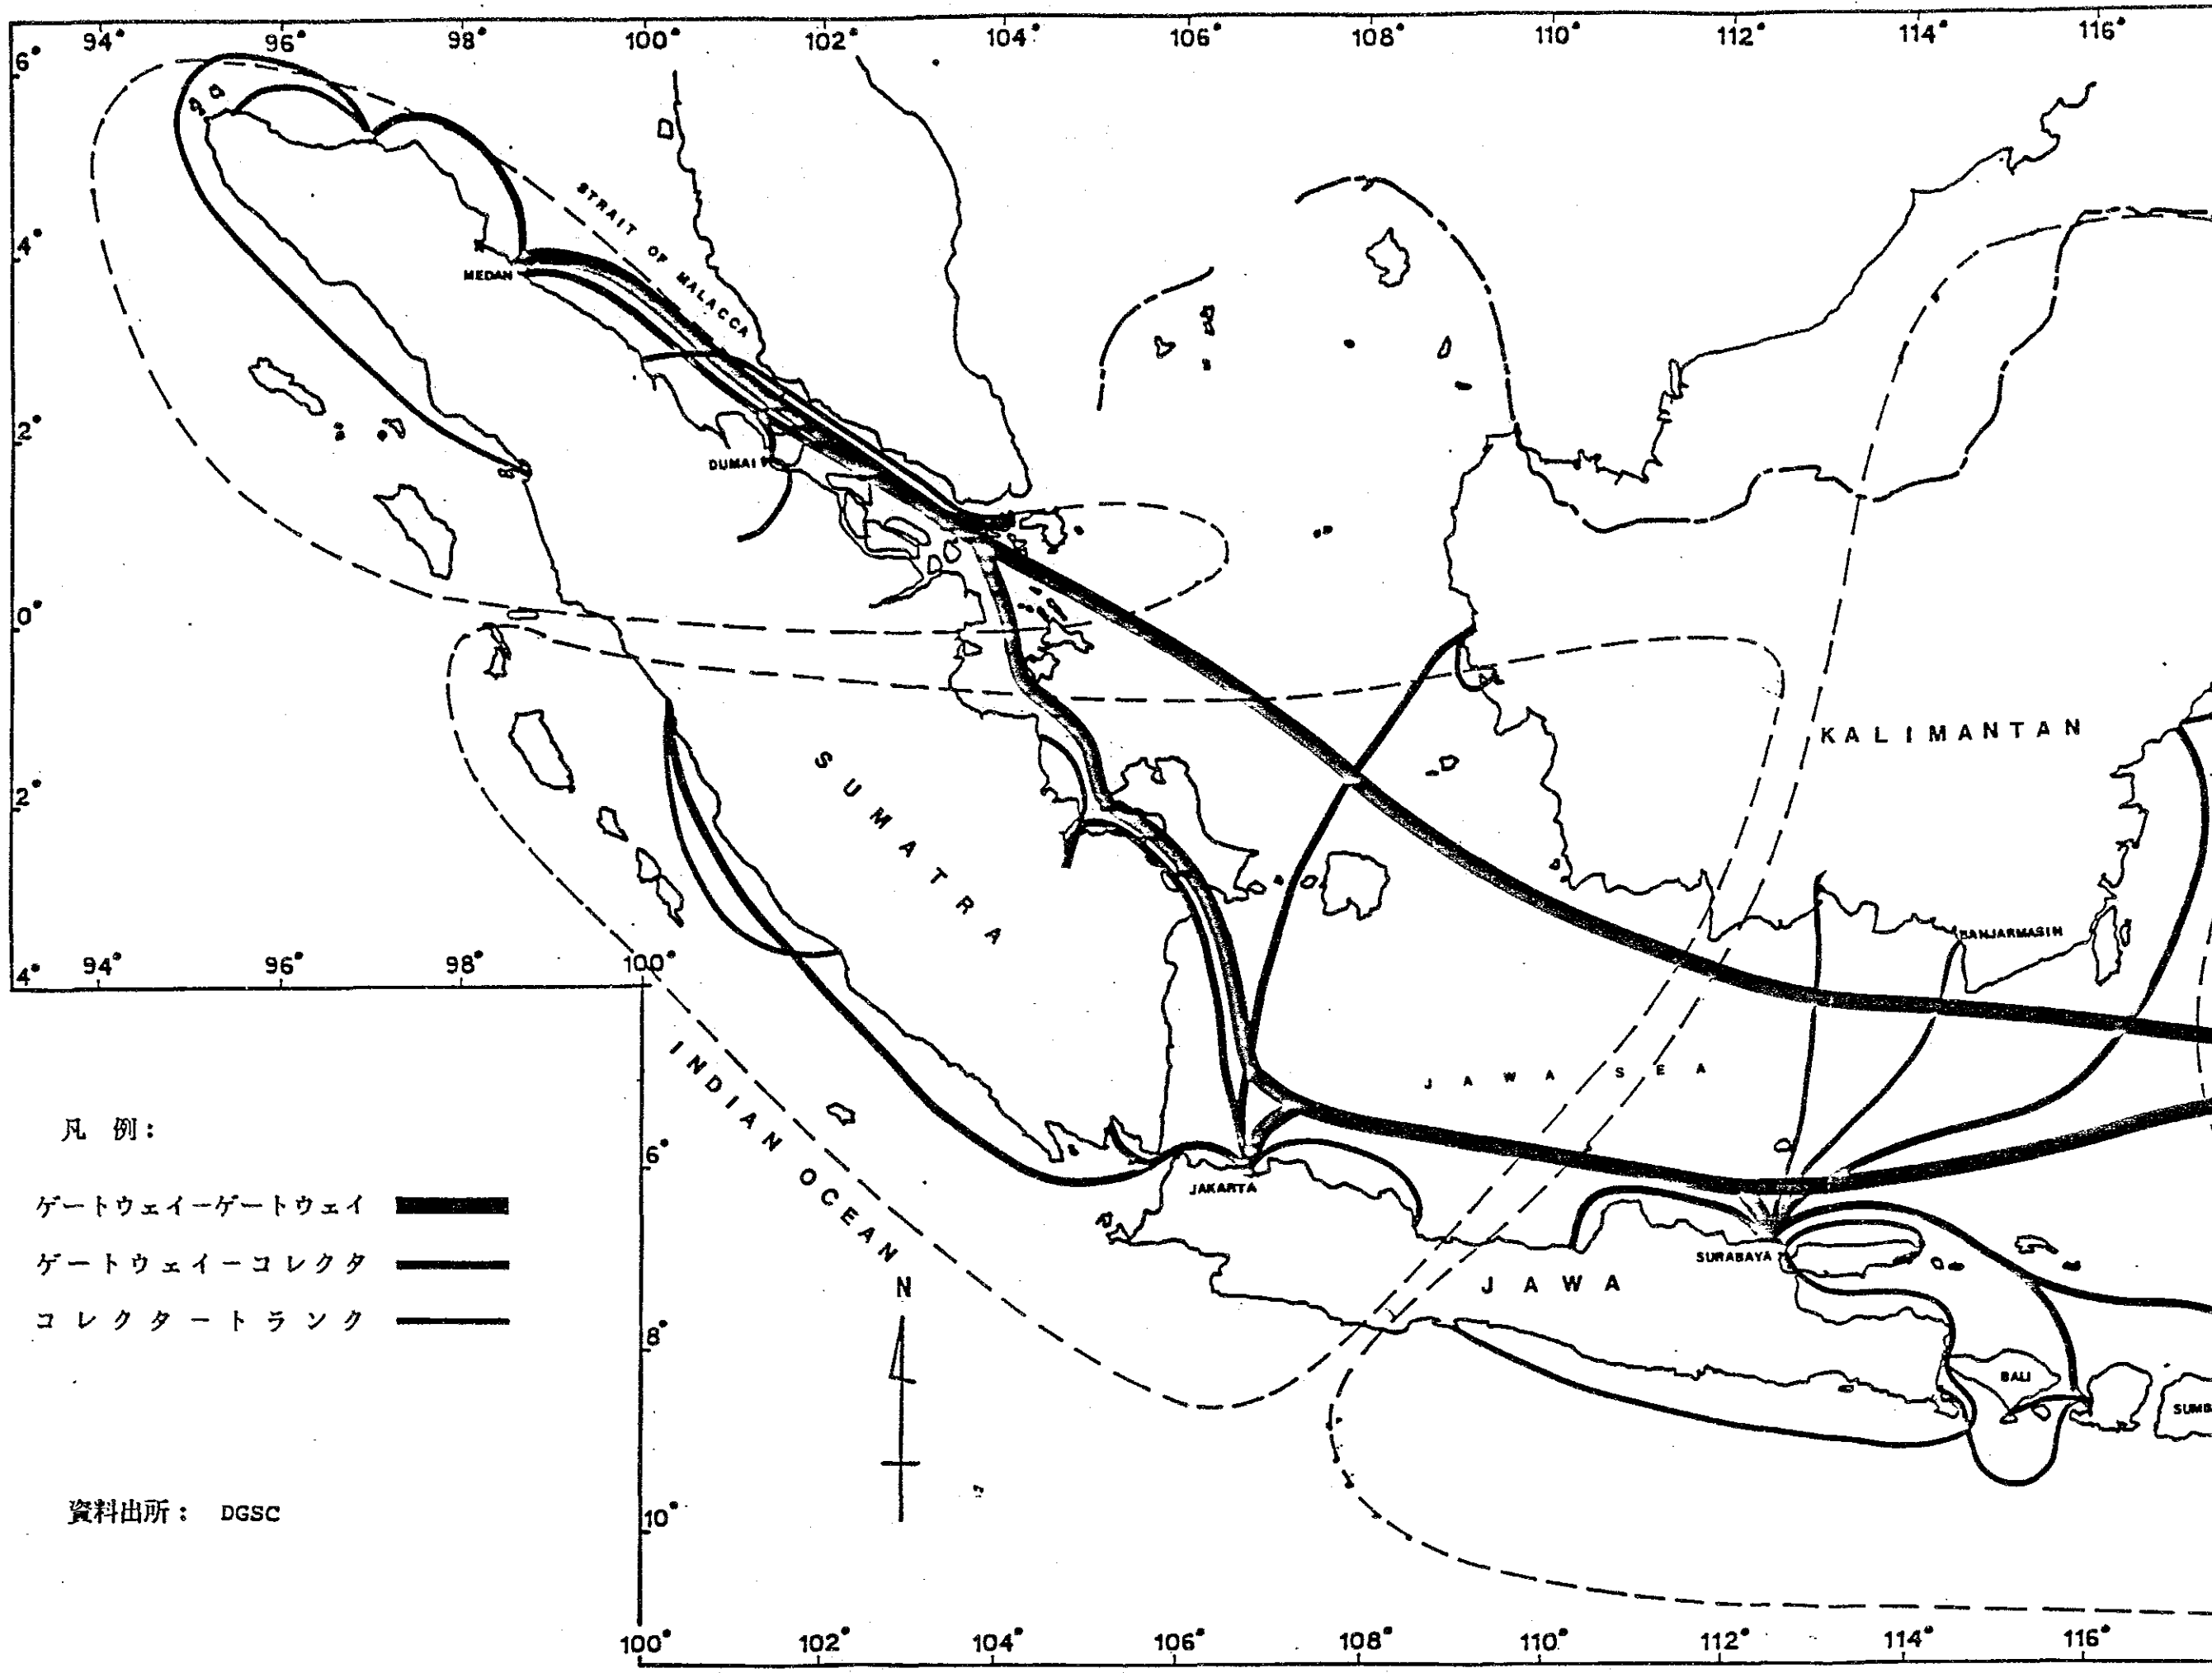 94° 96° 98° 100° 102° 104° 106° 108° 110° 112° 114° 116°
6°
STRAIT OF MALACCA
4°
MEDAN
2°
DUMAI
0°
KALIMANTAN
SUMATRA
2°
BANJARMASIN
94° 96° 98° 100°
4°
INDIAN OCEAN
JAWA SEA
凡 例:
6°
JAKARTA
ゲートウェイーゲートウェイ
ゲートウェイーコレクタ
SURABAYA
N
JAWA
コレクタートランク
8°
BALI
SUMB
資料出所: DGSC
10°
100° 102° 104° 106° 108° 110° 112° 114° 116°